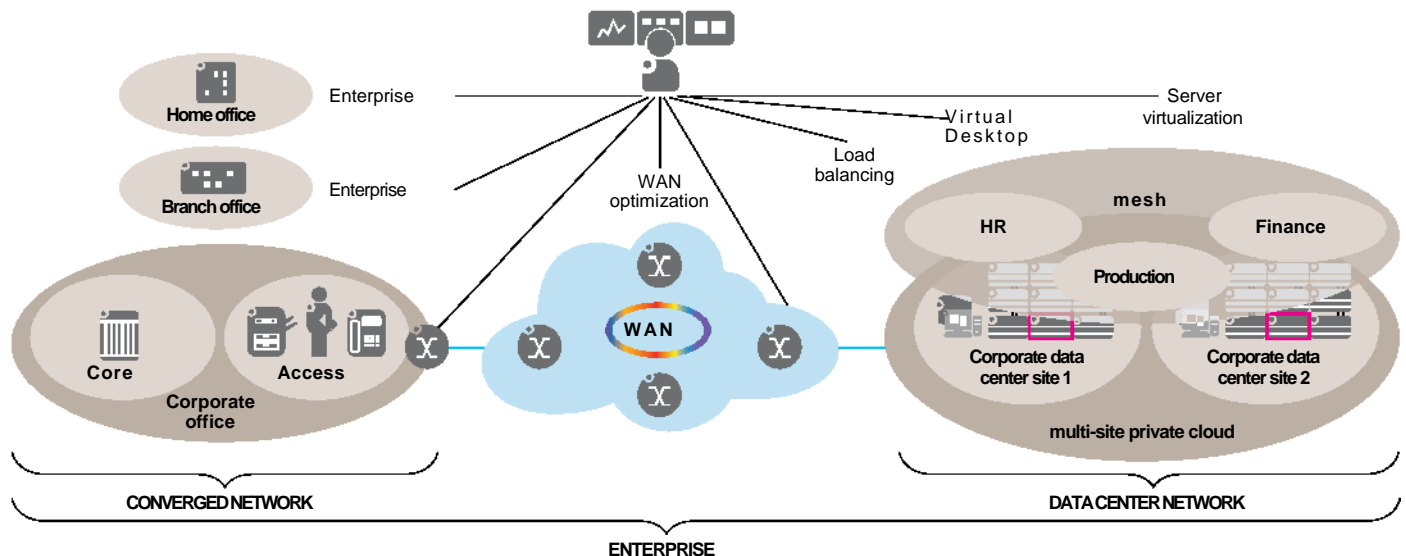 Home office
Enterprise
Server
virtualization
Virtual
Desktop
Load
balancing
Branch office
Enterprise
WAN
optimization
mesh
HR
Finance
Production
WAN
Core
Access
Corporate
office
Corporate data
center site 1
Corporate data
center site 2
multi-site private cloud
CONVERGED NETWORK
DATA CENTER NETWORK
ENTERPRISE